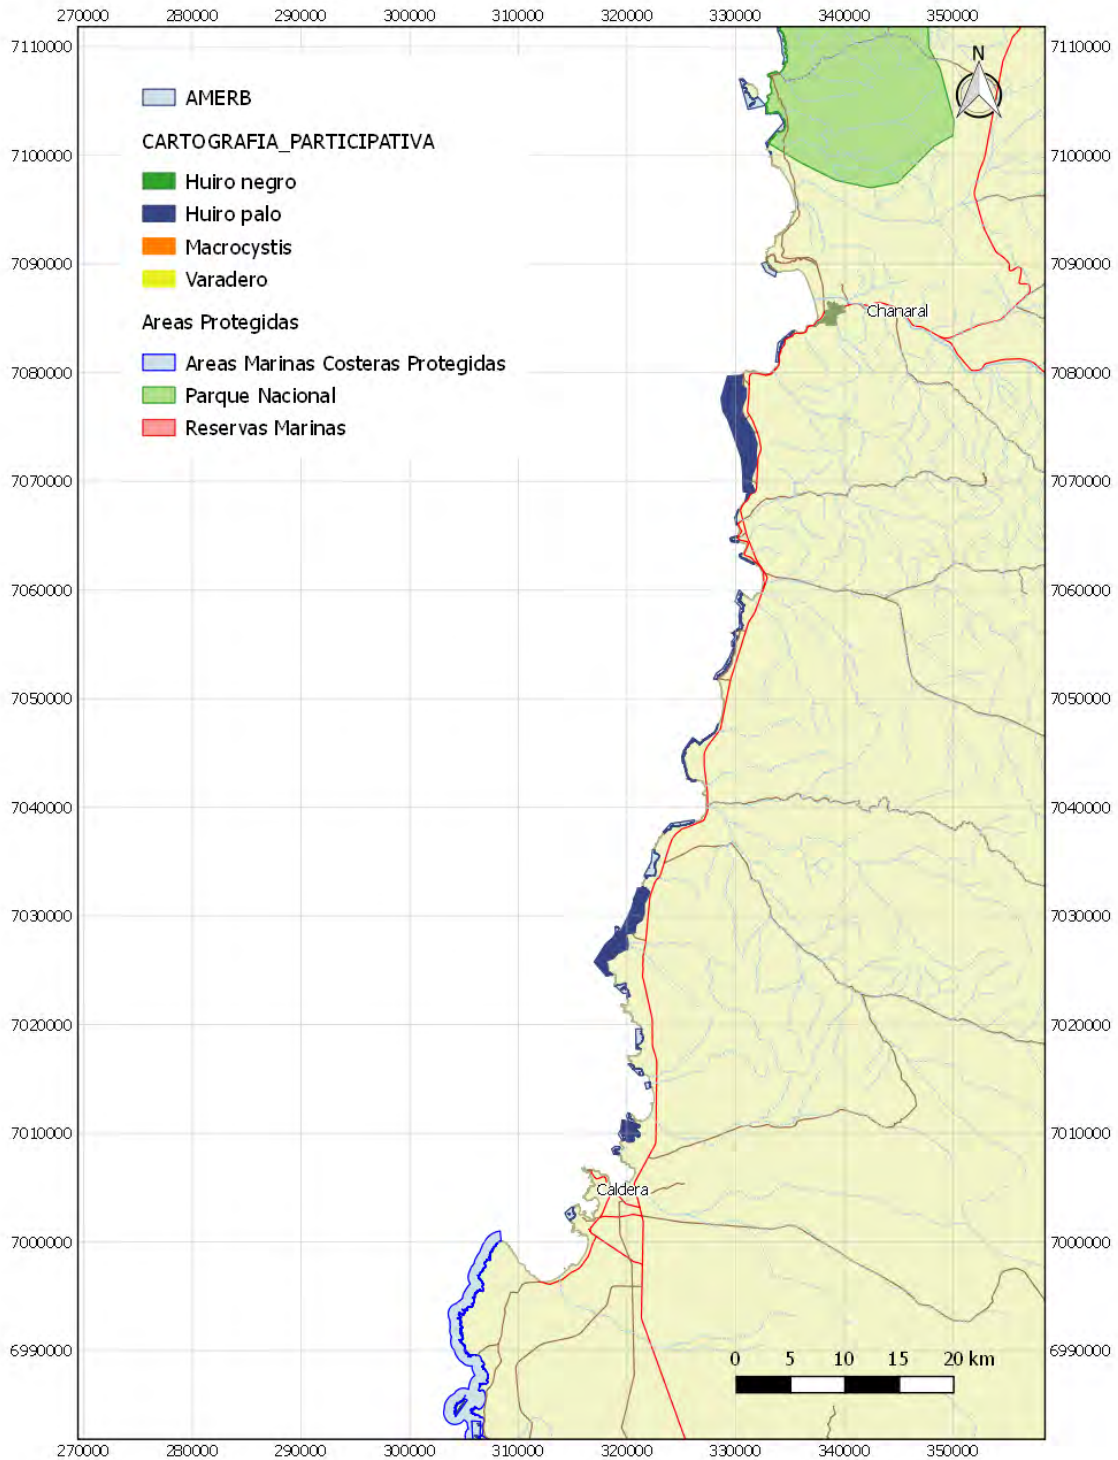 270000 280000 290000 300000 310000 320000 330000 340000 350000
7110000 7110000
N
AMERB
CARTOGRAFIA_PARTICIPATIVA
7100000 7100000
Huiro negro
Huiro palo
Macrocystis
7090000 7090000
Varadero
Areas Protegidas
Chanaral
Areas Marinas Costeras Protegidas
7080000 7080000
Parque Nacional
Reservas Marinas
7070000 7070000
7060000 7060000
7050000 7050000
7040000 7040000
7030000 7030000
7020000 7020000
7010000 7010000
Caldera
7000000 7000000
6990000 6990000
0 5 10 15 20 km
270000 280000 290000 300000 310000 320000 330000 340000 350000